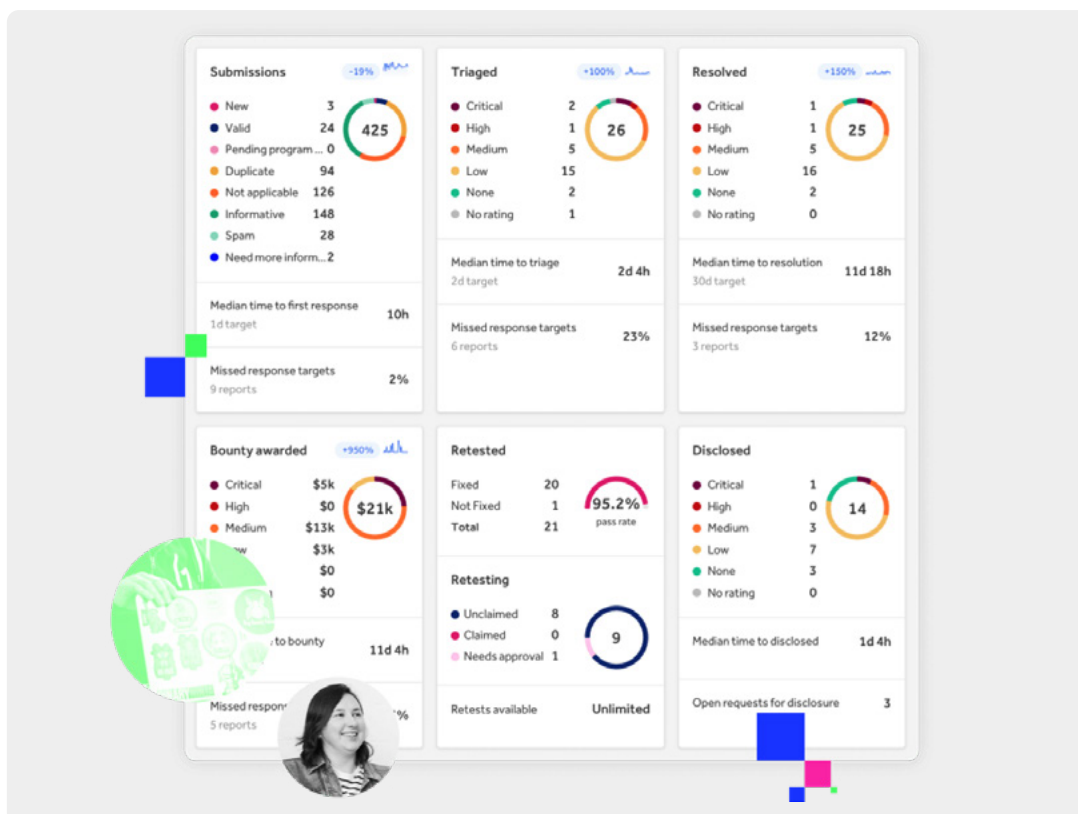 Submissions -19%
New 3
Valid 24
Pending program ... 0
Duplicate 94
Not applicable 126
Informative 148
Spam 28
Need more inform... 2
425
Median time to first response 10h
1d target
Missed response targets 2%
9 reports
Triaged +100%
Critical 2
High 1
Medium 5
Low 15
None 2
No rating 1
26
Median time to triage 2d 4h
2d target
Missed response targets 23%
6 reports
Resolved +150%
Critical 1
High 1
Medium 5
Low 16
None 2
No rating 0
25
Median time to resolution 11d 18h
30d target
Missed response targets 12%
3 reports
Bounty awarded +950%
Critical $5k
High $0
Medium $13k
$3k
$0
$0
$21k
to bounty 11d 4h
Missed
5 reports
%
Retested
Fixed 20
Not Fixed 1
Total 21
95.2%
pass rate
Retesting
Unclaimed 8
Claimed 0
Needs approval 1
9
Retests available Unlimited
Disclosed
Critical 1
High 0
Medium 3
Low 7
None 3
No rating 0
14
Median time to disclosed 1d 4h
Open requests for disclosure 3